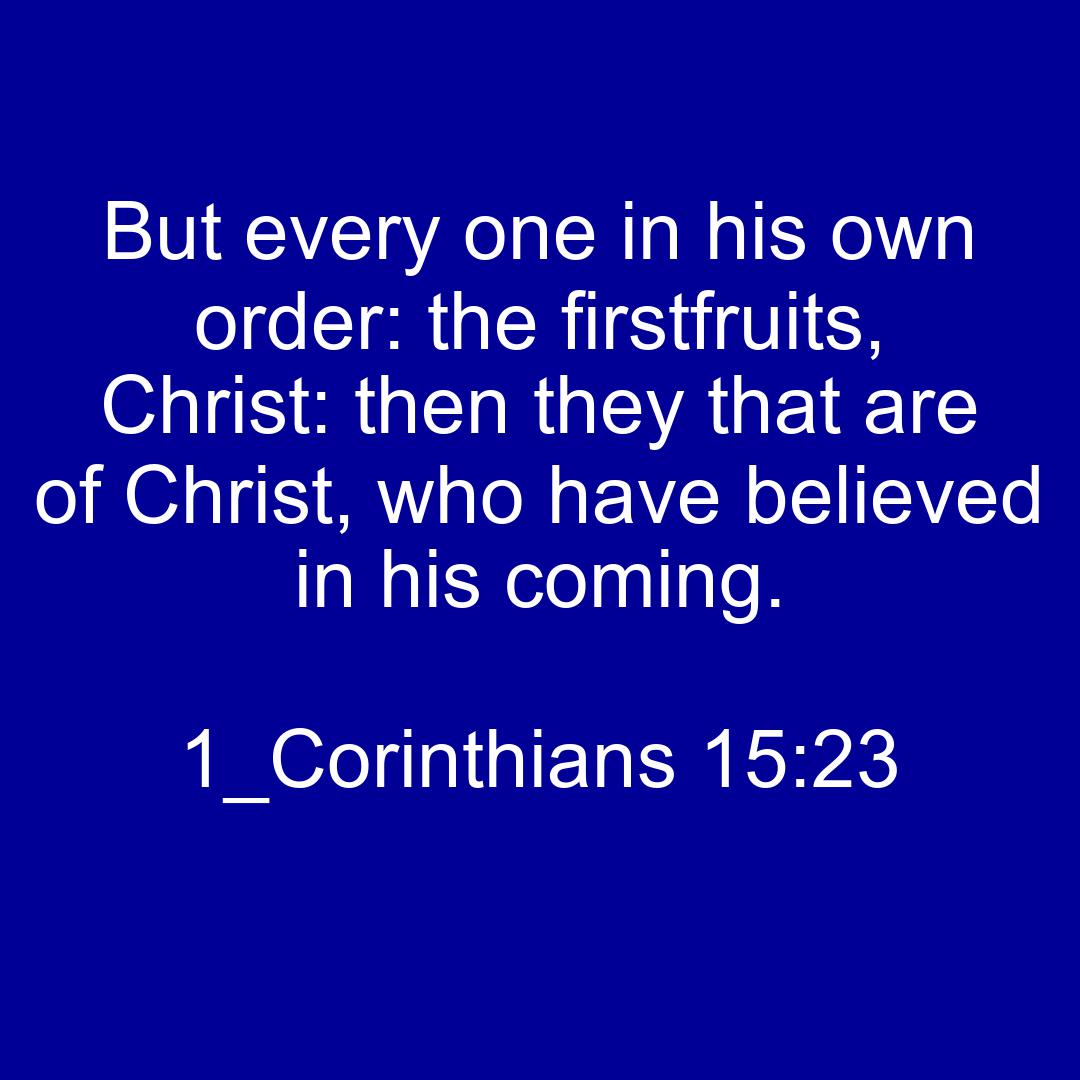 But every one in his own
order: the firstfruits,
Christ: then they that are
of Christ, who have believed
in his coming.
1_Corinthians 15:23